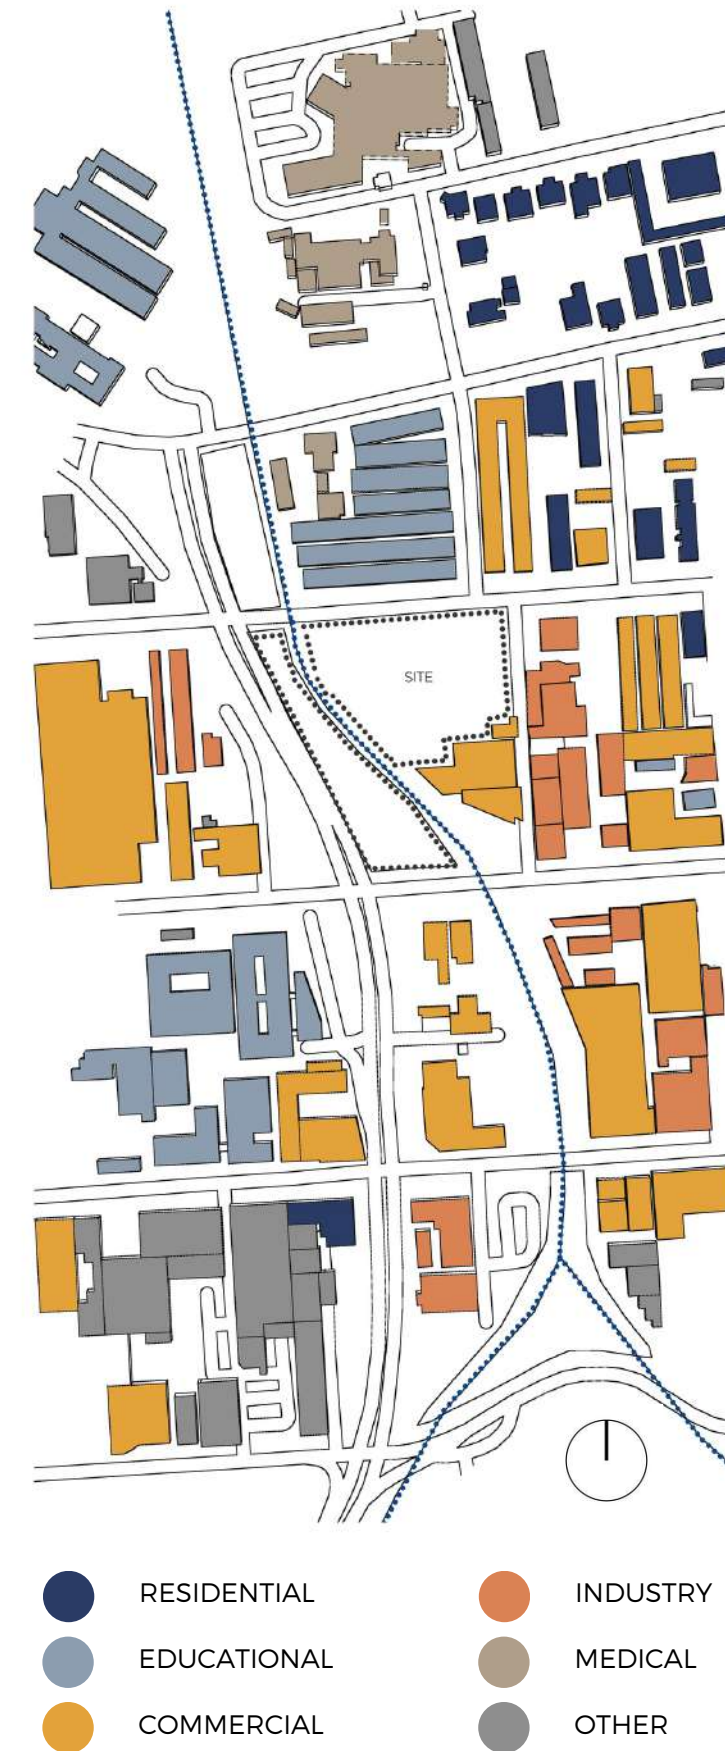 SITE
RESIDENTIAL
INDUSTRY
EDUCATIONAL
MEDICAL
COMMERCIAL
OTHER